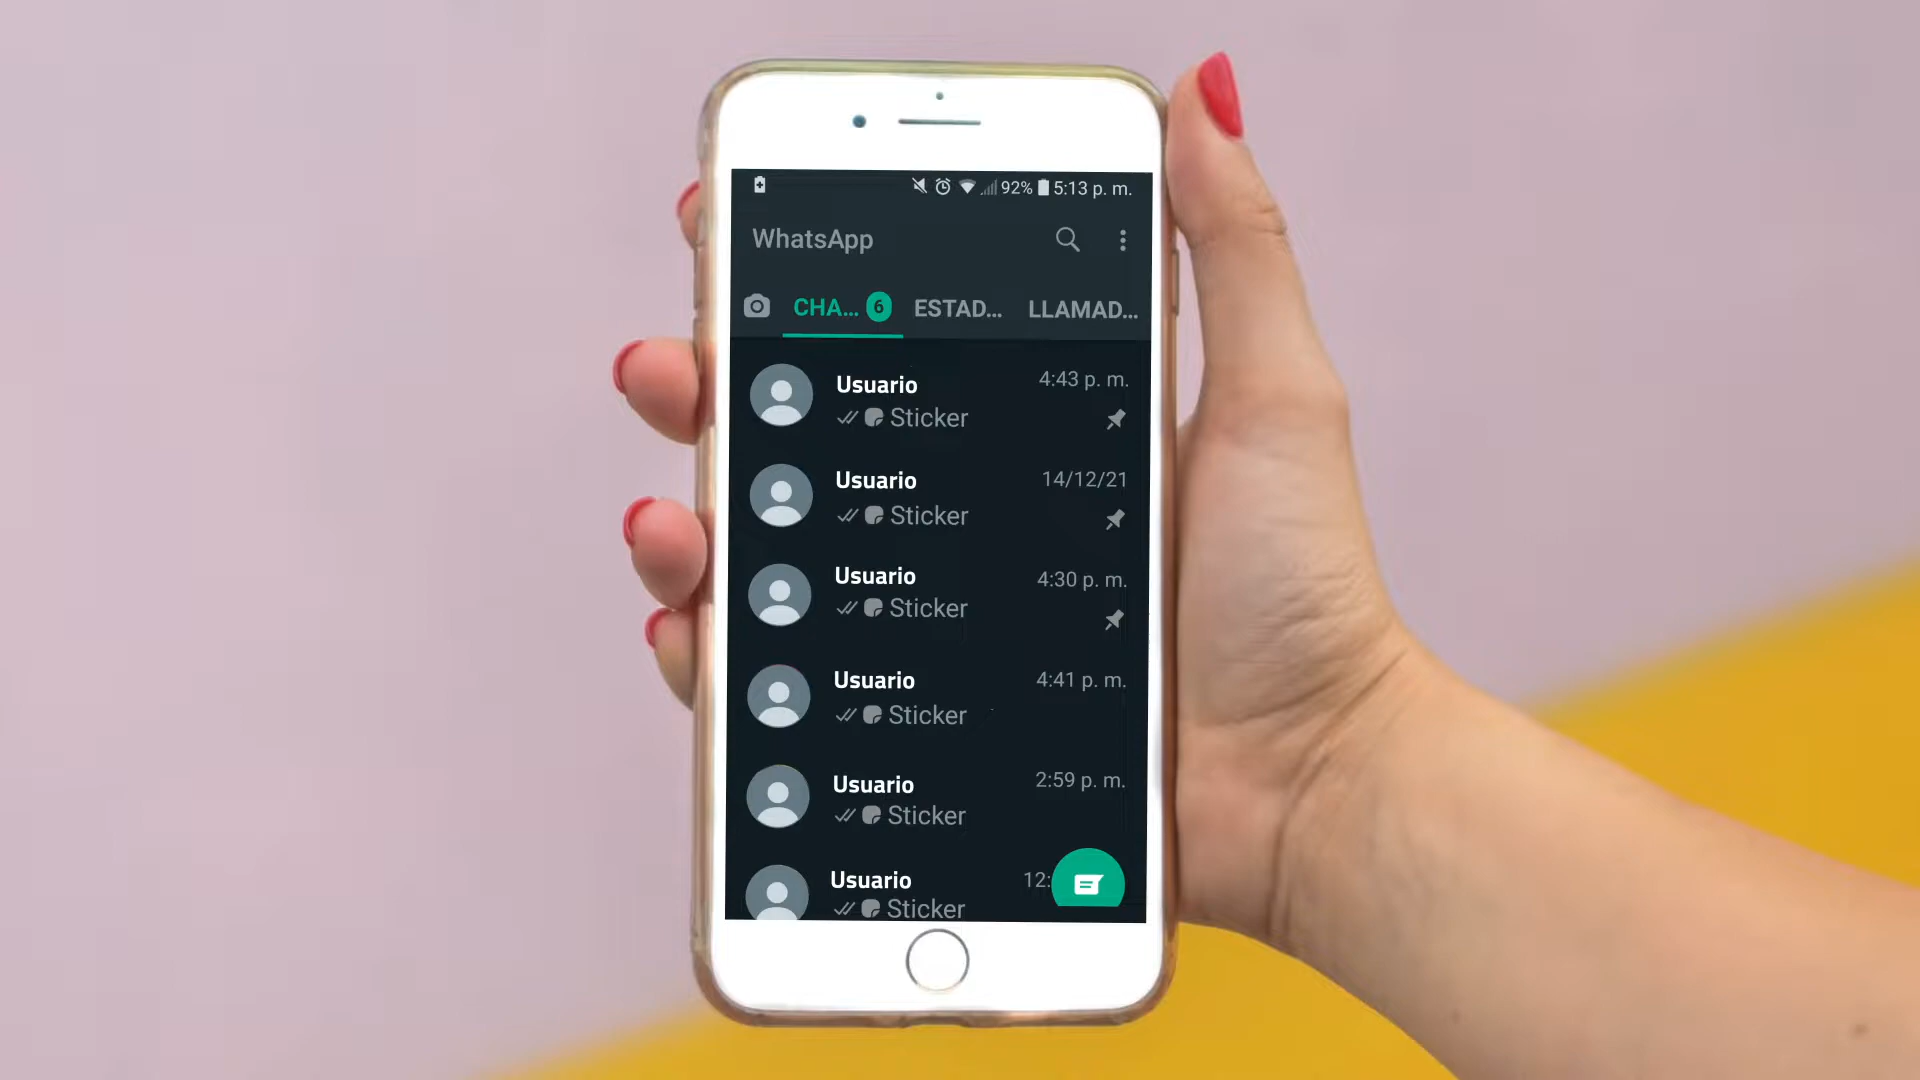 92% 5:13 p. m.
WhatsApp
CHA... 6 ESTAD... LLAMAD...
Usuario 4:43 p. m.
Sticker
Usuario 14/12/21
Sticker
Usuario 4:30 p. m.
Sticker
Usuario 4:41 p. m.
Sticker
Usuario 2:59 p. m.
Sticker
Usuario 12:
Sticker